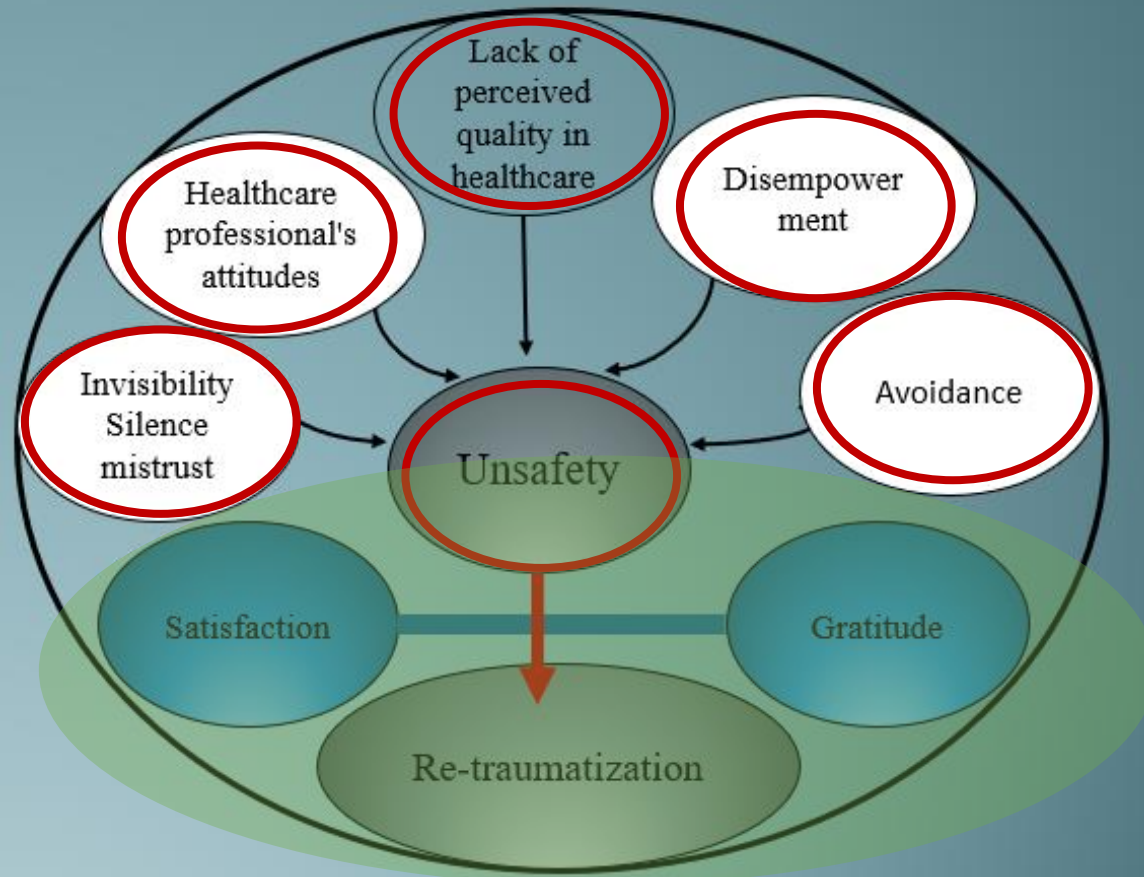 Lack of
perceived
quality in
healthcare
Healthcare
professional's
attitudes
Disempower
ment
Invisibility
Silence
mistrust
Avoidance
Unsafety
Satisfaction
Gratitude
Re-traumatization